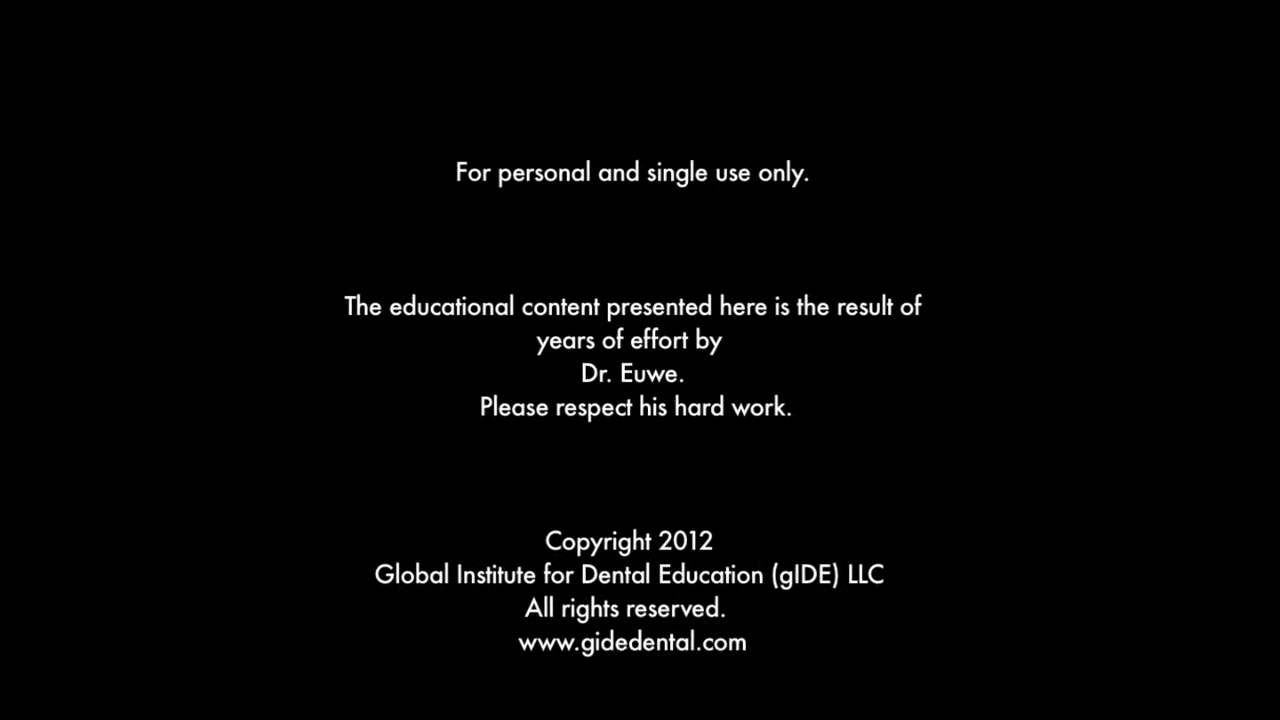 For personal and single use only.
The educational content presented here is the result of
years of effort by
Dr. Euwe.
Please respect his hard work.
Copyright 2012
Global Institute for Dental Education (gIDE) LLC
All rights reserved.
www.gidedental.com